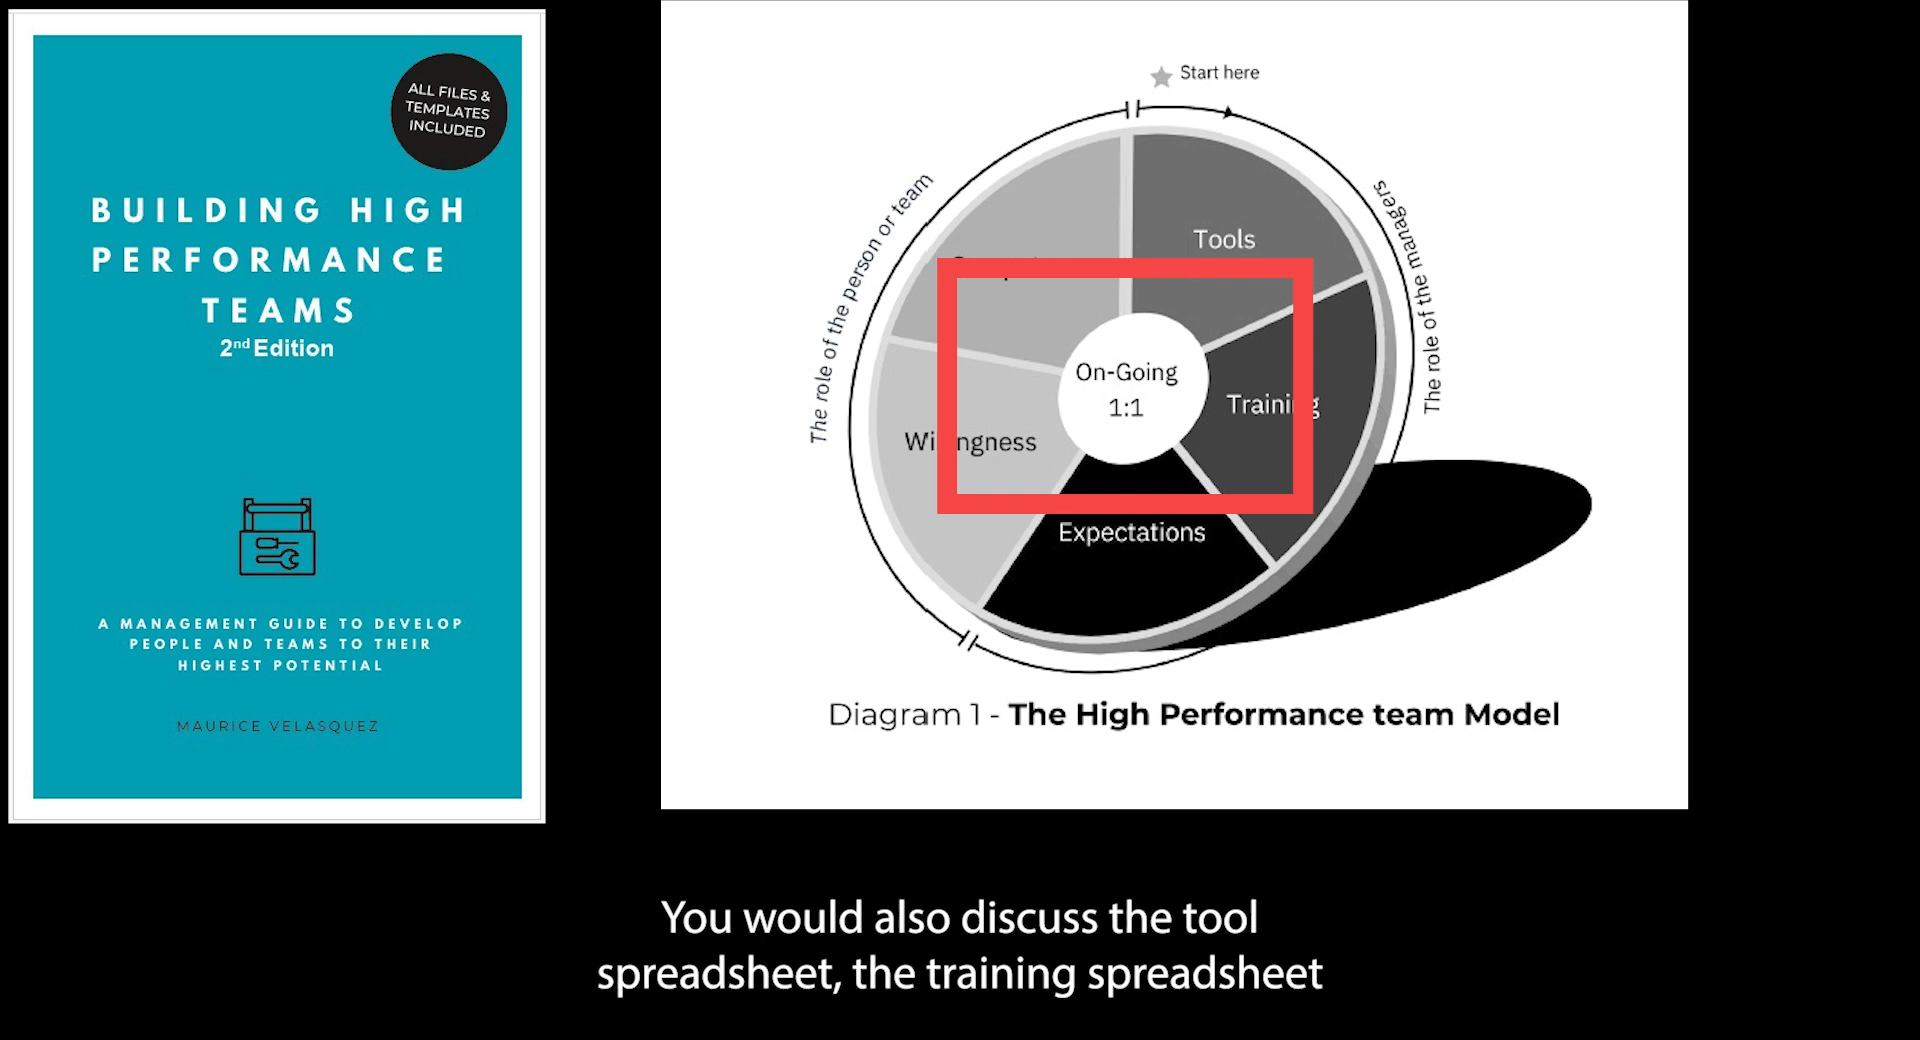 ALL FILES &
TEMPLATES
INCLUDED
BUILDING HIGH
PERFORMANCE
TEAMS
2nd Edition
A MANAGEMENT GUIDE TO DEVELOP
PEOPLE AND TEAMS TO THEIR
HIGHEST POTENTIAL
MAURICE VELASQUEZ
Start here
The role of the person or team
The role of the managers
Tools
On-Going
1:1
Training
Willingness
Expectations
Diagram 1 - The High Performance team Model
You would also discuss the tool
spreadsheet, the training spreadsheet